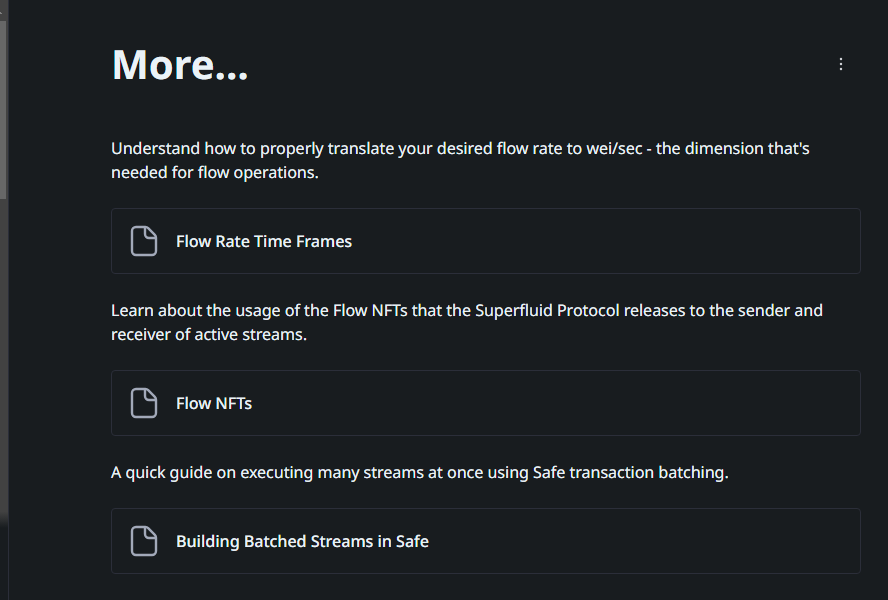 More...
Understand how to properly translate your desired flow rate to wei/sec - the dimension that's
needed for flow operations.
Flow Rate Time Frames
Learn about the usage of the Flow NFTs that the Superfluid Protocol releases to the sender and
receiver of active streams.
Flow NFTs
A quick guide on executing many streams at once using Safe transaction batching.
Building Batched Streams in Safe